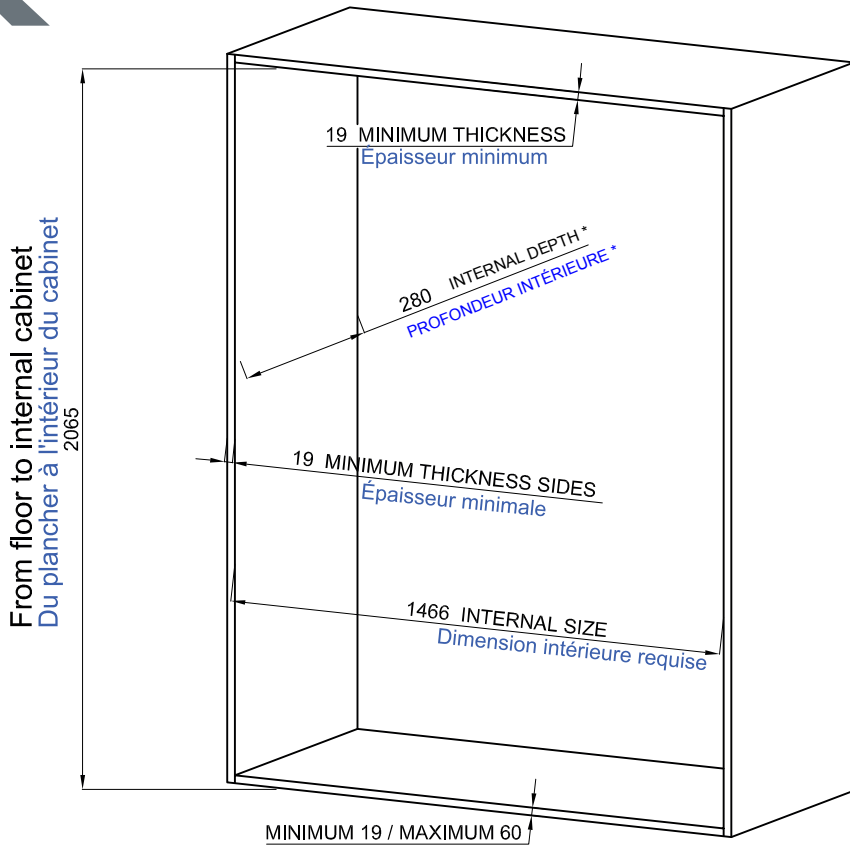 19 MINIMUM THICKNESS
Épaisseur minimum
280 INTERNAL DEPTH *
PROFONDEUR INTÉRIEURE *
From floor to internal cabinet
Du plancher à l'intérieur du cabinet
2065
19 MINIMUM THICKNESS SIDES
Épaisseur minimale
1466 INTERNAL SIZE
Dimension intérieure requise
MINIMUM 19 / MAXIMUM 60